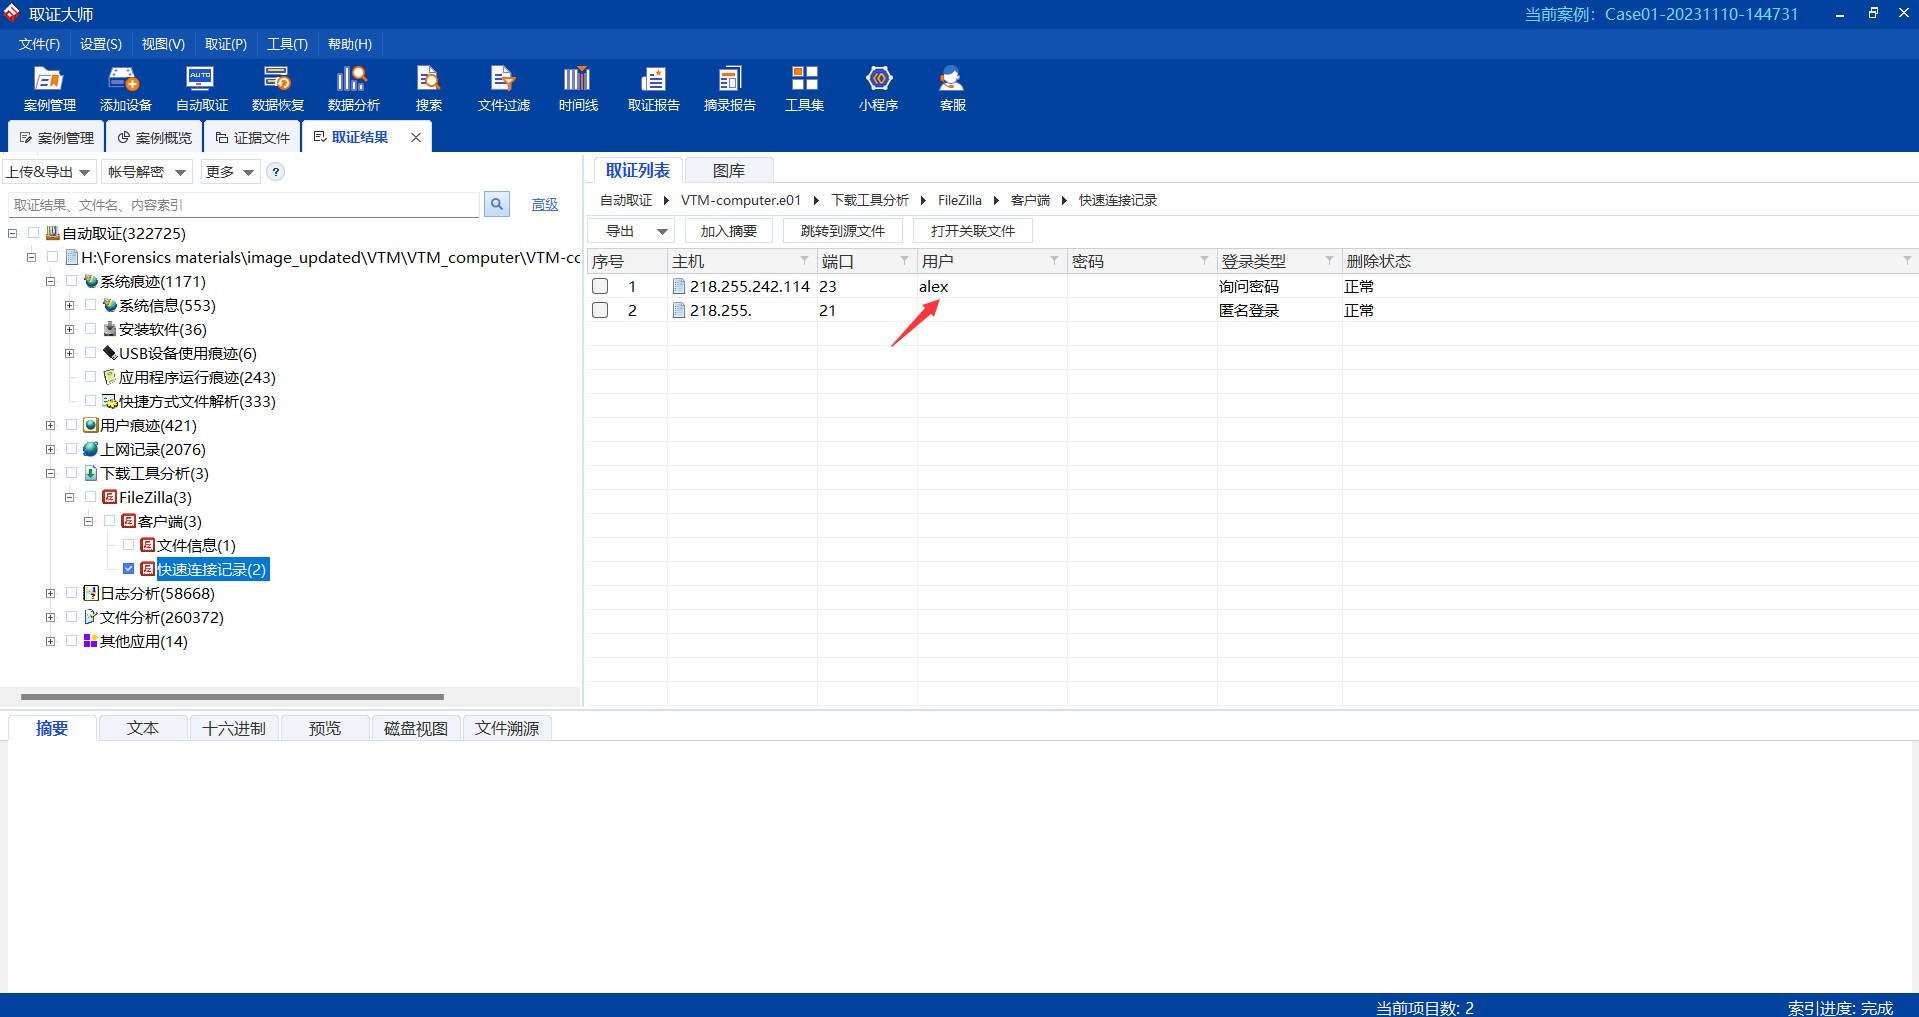 取证大师
当前案例: Case01-20231110-144731
文件(F) 设置(S) 视图(V) 取证(P) 工具(T) 帮助(H)
案例管理 添加设备 自动取证 数据恢复 数据分析 搜索 文件过滤 时间线 取证报告 摘录报告 工具集 小程序 客服
案例管理 案例概览 证据文件 取证结果
上传&导出 帐号解密 更多 ?
取证结果、文件名、内容索引 高级
自动取证(322725)
H:\Forensics materials\image_updated\VTM\VTM_computer\VTM-cc
系统痕迹(1171)
系统信息(553)
安装软件(36)
USB设备使用痕迹(6)
应用程序运行痕迹(243)
快捷方式文件解析(333)
用户痕迹(421)
上网记录(2076)
下载工具分析(3)
FileZilla(3)
客户端(3)
文件信息(1)
快速连接记录(2)
日志分析(58668)
文件分析(260372)
其他应用(14)
取证列表 图库
自动取证 VTM-computer.e01 下载工具分析 FileZilla 客户端 快速连接记录
导出 加入摘要 跳转到源文件 打开关联文件
序号 主机 端口 用户 密码 登录类型 删除状态
1 218.255.242.114 23 alex 询问密码 正常
2 218.255. 21 匿名登录 正常
摘要 文本 十六进制 预览 磁盘视图 文件溯源
当前项目数: 2 索引进度: 完成